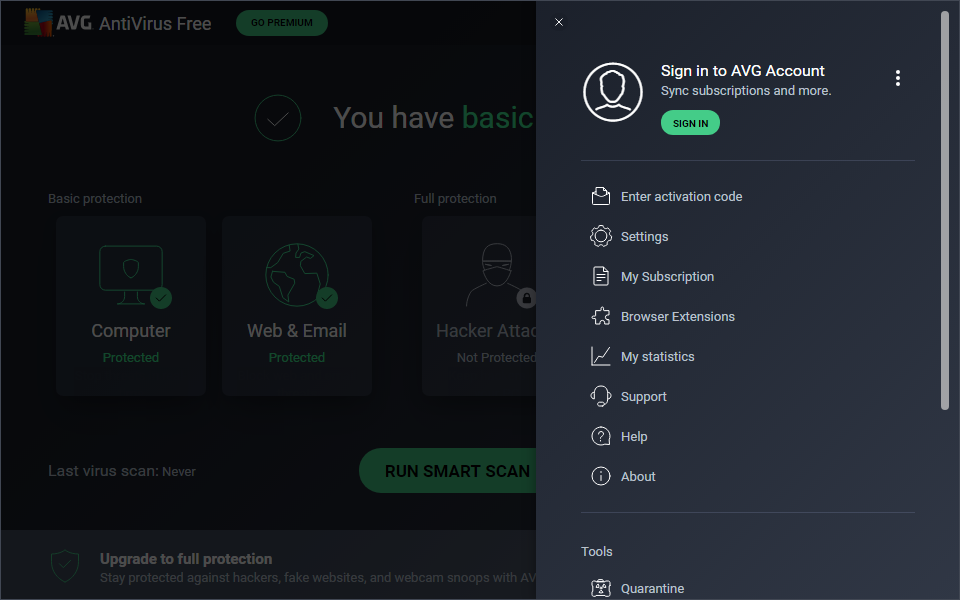 AVG AntiVirus Free
GO PREMIUM
You have basic
Basic protection
Full protection
Computer
Protected
Web & Email
Protected
Hacker Attac
Not Protected
Last virus scan: Never
RUN SMART SCAN
Upgrade to full protection
Stay protected against hackers, fake websites, and webcam snoops with AV
Sign in to AVG Account
Sync subscriptions and more.
SIGN IN
Enter activation code
Settings
My Subscription
Browser Extensions
My statistics
Support
Help
About
Tools
Quarantine